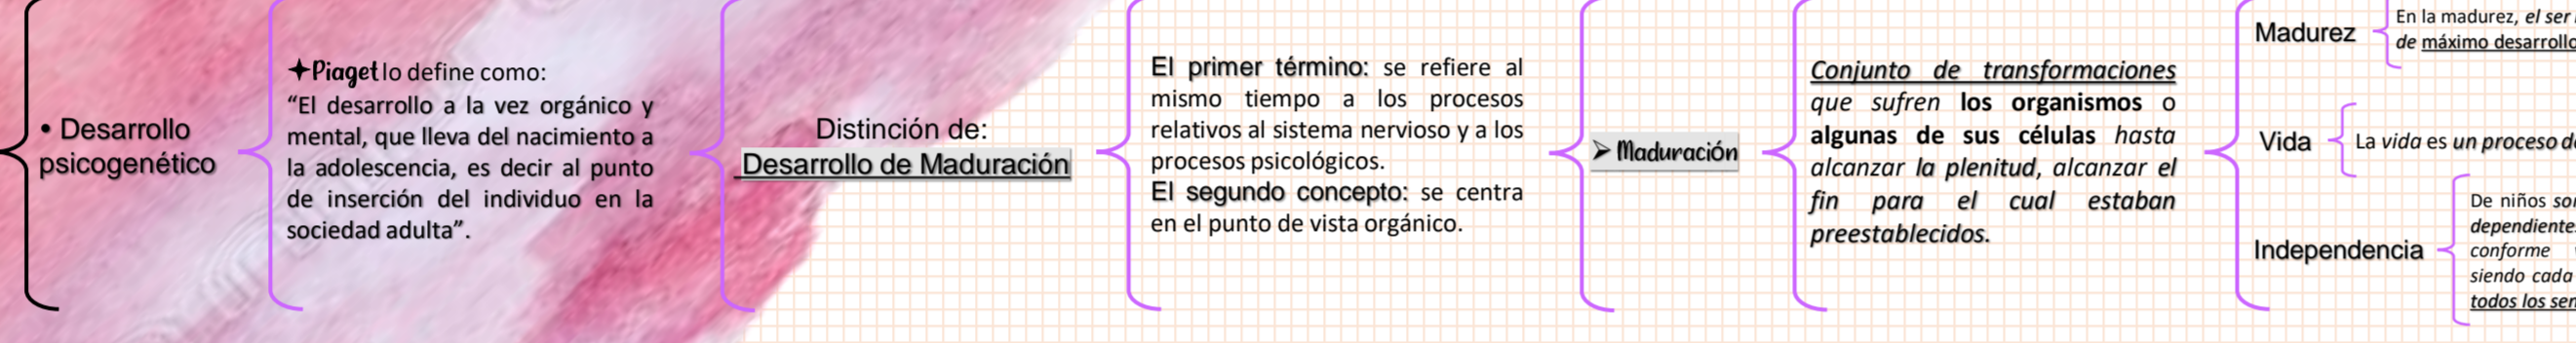 • Desarrollo
psicogenético
Piaget lo define como:
“El desarrollo a la vez orgánico y
mental, que lleva del nacimiento a
la adolescencia, es decir al punto
de inserción del individuo en la
sociedad adulta”.
Distinción de:
Desarrollo de Maduración
El primer término: se refiere al
mismo tiempo a los procesos
relativos al sistema nervioso y a los
procesos psicológicos.
El segundo concepto: se centra
en el punto de vista orgánico.
➢ Maduración
Conjunto de transformaciones
que sufren los organismos o
algunas de sus células hasta
alcanzar la plenitud, alcanzar el
fin para el cual estaban
preestablecidos.
Madurez
En la madurez, el ser
de máximo desarrollo
Vida
La vida es un proceso
Independencia
De niños
conforme
siendo cada
todos los